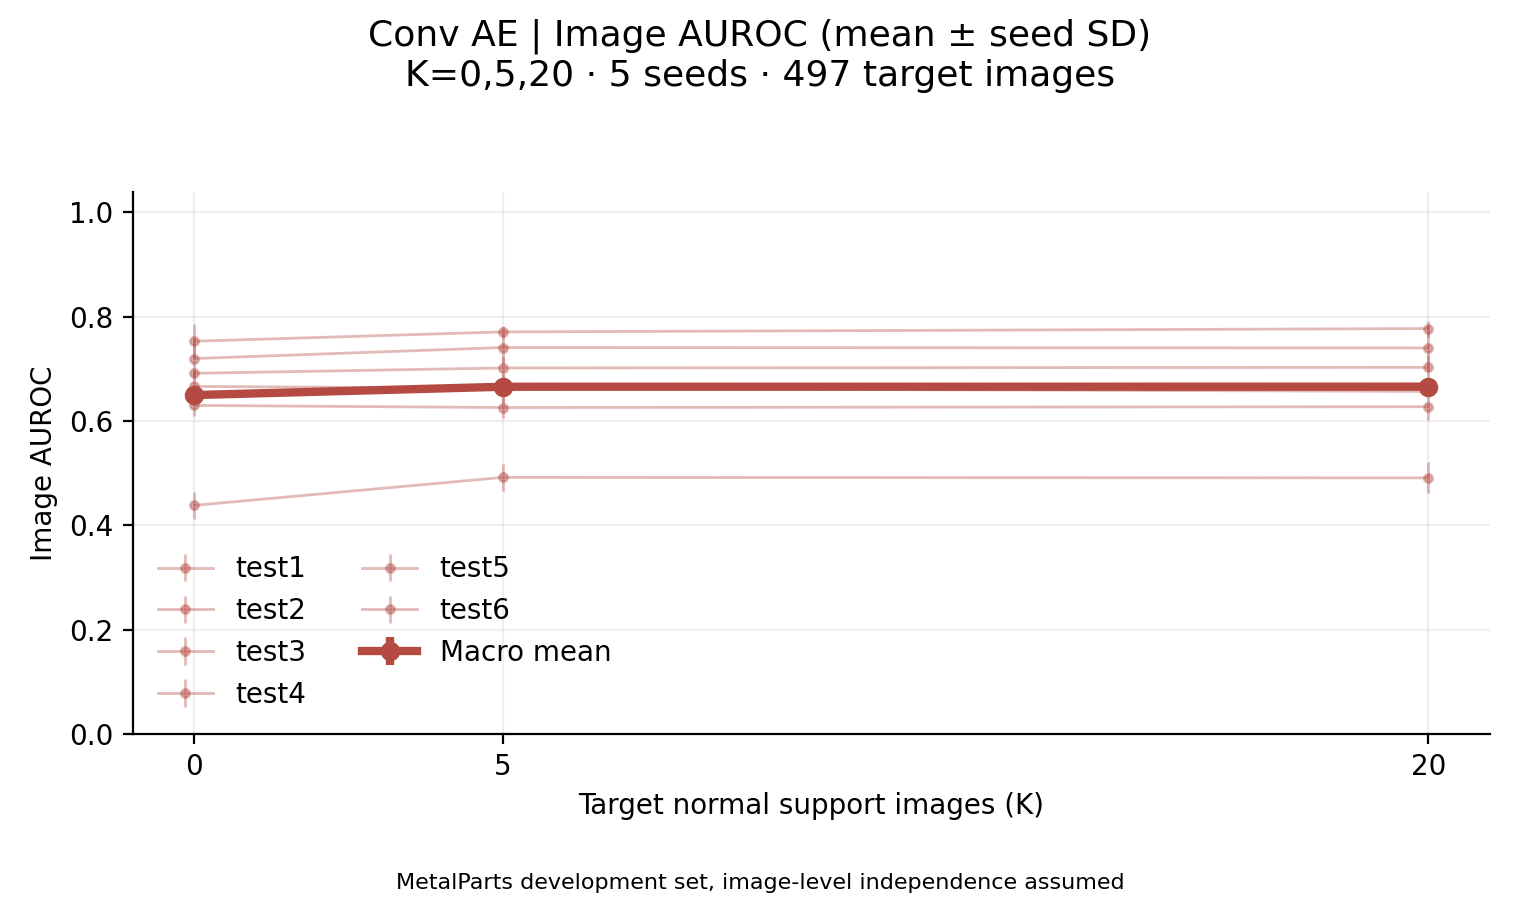 Conv AE | Image AUROC (mean ± seed SD)
K=0,5,20 · 5 seeds · 497 target images
Image AUROC
1.0
0.8
0.6
0.4
0.2
0.0
test1
test2
test3
test4
test5
test6
Macro mean
0
5
20
Target normal support images (K)
MetalParts development set, image-level independence assumed